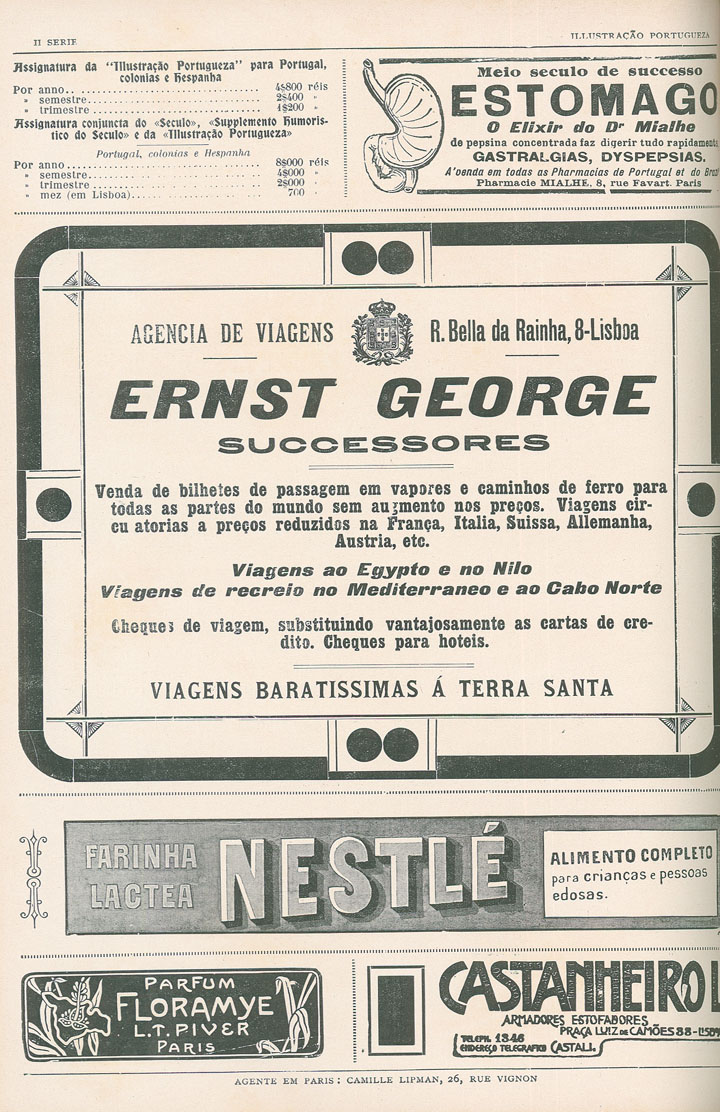 II SERIE
ILLUSTRAÇÃO PORTUGUEZA
Assignatura da "Illustração Portugueza" para Portugal,
colonias e Hespanha
Por anno.. 4$800 réis
» semestre... 2$400 »
» trimestre... 1$200 »
Assignatura conjuncta do «Seculo», «Supplemento Humoris-
tico do Seculo» e da «Illustração Portugueza»
Portugal, colonias e Hespanha
Por anno... 8$000 réis
» semestre... 4$000 »
» trimestre... 2$000 »
» mez (em Lisboa)... 700 »
Meio seculo de successo
ESTOMAGO
O Elixir do Dr Mialhe
de pepsina concentrada faz digerir tudo rapidamente
GASTRALGIAS, DYSPEPSIAS.
A'venda em todas as Pharmacias de Portugal et do
Pharmacie MIALHE, 8, rue Favart. Paris
AGENCIA DE VIAGENS
R. Bella da Rainha, 8-Lisboa
ERNST GEORGE
SUCCESSORES
Venda de bilhetes de passagem em vapores e caminhos de ferro para
todas as partes do mundo sem augmento nos preços. Viagens cir-
cu atorias a preços reduzidos na França, Italia, Suissa, Allemanha,
Austria, etc.
Viagens ao Egypto e no Nilo
Viagens de recreio no Mediterraneo e ao Cabo Norte
Cheques de viagem, substituindo vantajosamente as cartas de cre-
dito. Cheques para hoteis.
VIAGENS BARATISSIMAS Á TERRA SANTA
FARINHA
LACTEA
NESTLÉ
ALIMENTO COMPLETO
para crianças e pessoas
edosas.
PARFUM
FLORAMYE
L.T. PIVER
PARIS
CASTANHEIRO
ARMADORES ESTOFADORES
PRAÇA LUIZ DE CAMÕES 38-
TELEPH. 1346
ENDEREÇO TELEGRAFICO CASTALI.
AGENTE EM PARIS: CAMILLE LIPMAN, 26, RUE VIGNON